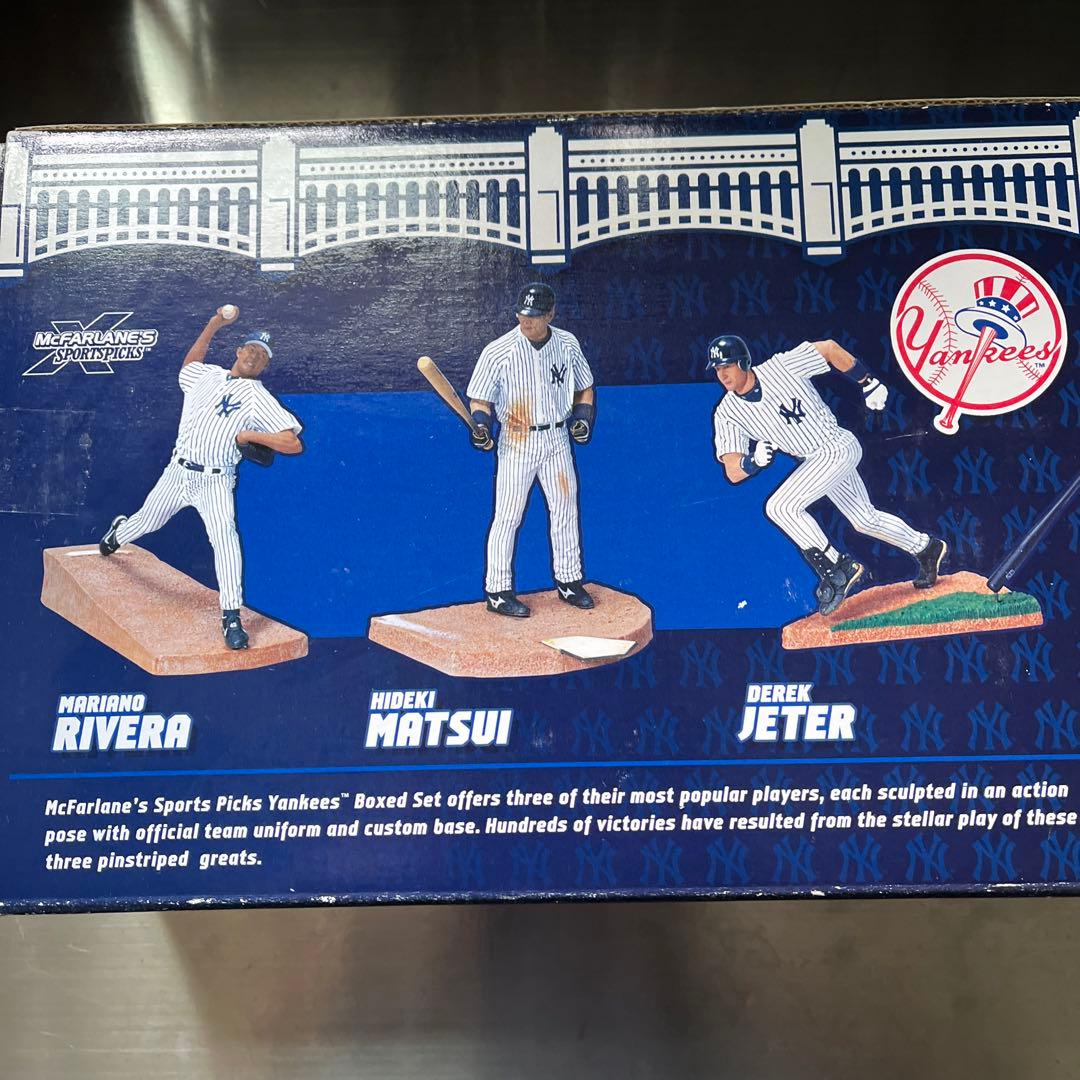 McFARLANE'S
SPORTSPICKS™
Yankees™
MARIANO
RIVERA
HIDEKI
MATSUI
DEREK
JETER
McFarlane's Sports Picks Yankees™ Boxed Set offers three of their most popular players, each sculpted in an action
pose with official team uniform and custom base. Hundreds of victories have resulted from the stellar play of these
three pinstriped greats.